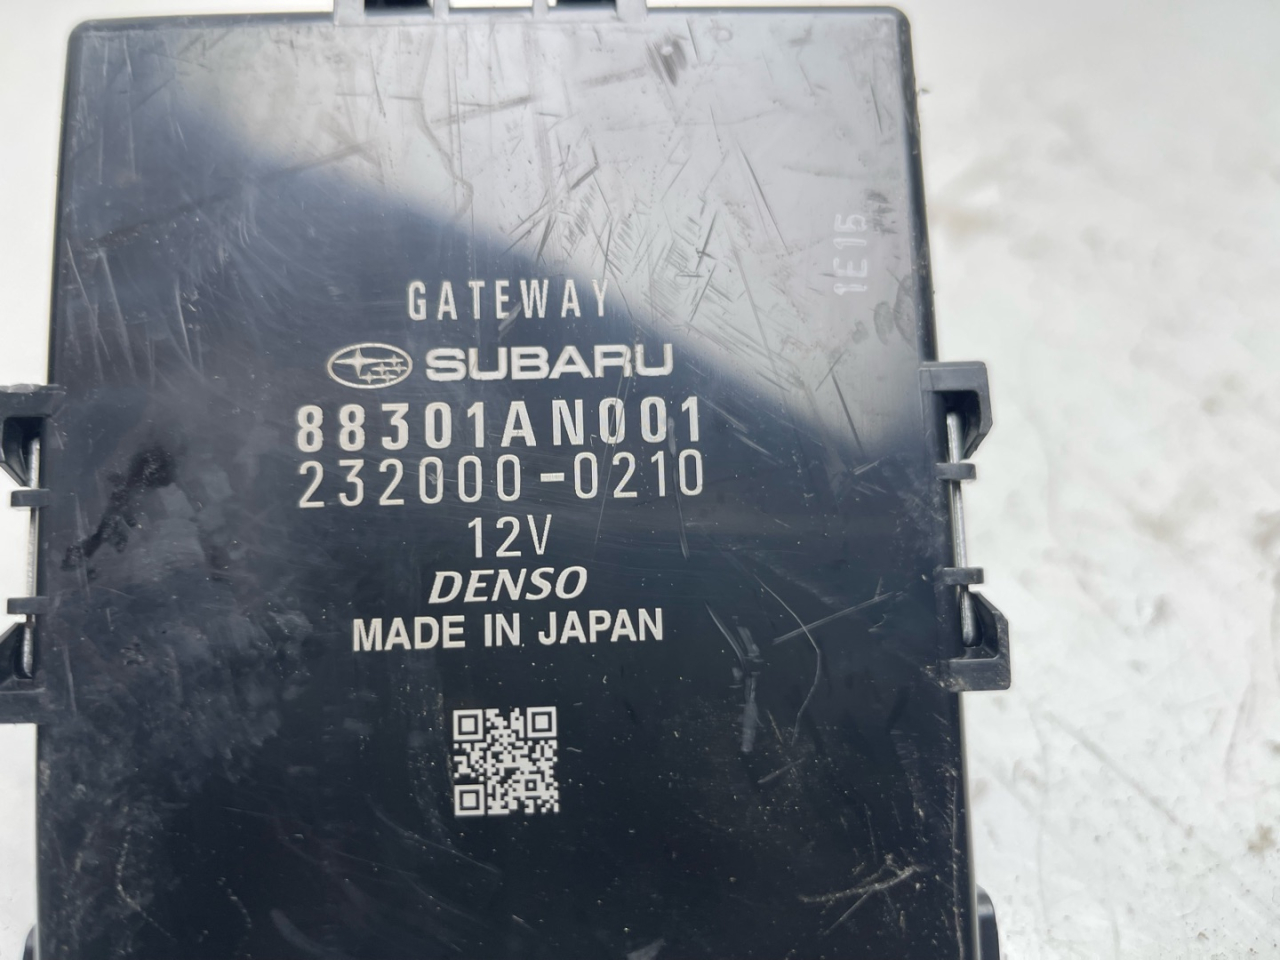 GATEWAY
SUBARU
88301AN001
232000-0210
12V
DENSO
MADE IN JAPAN
1E15